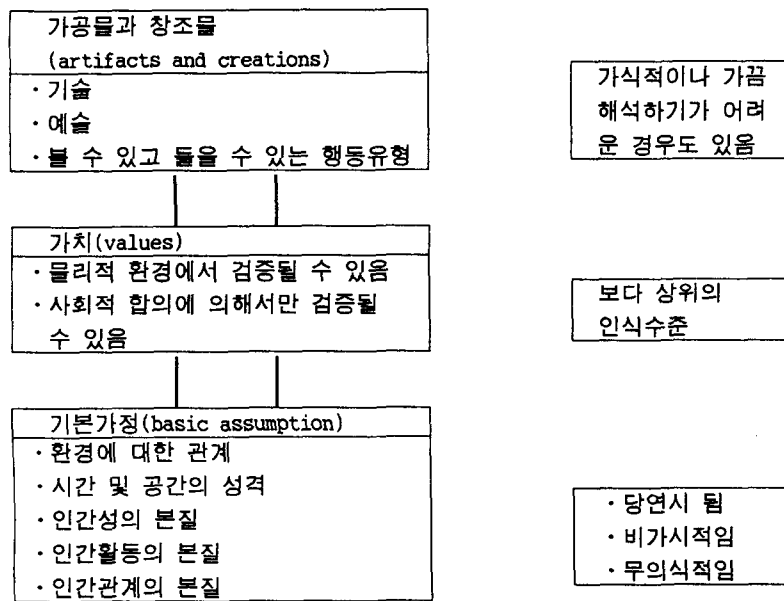 가공물과 창조물
(artifacts and creations)
· 기술
· 예술
· 볼 수 있고 들을 수 있는 행동유형
가식적이나 가끔
해석하기가 어려
운 경우도 있음
가치(values)
· 물리적 환경에서 검증될 수 있음
· 사회적 합의에 의해서만 검증될
수 있음
보다 상위의
인식수준
기본가정(basic assumption)
· 환경에 대한 관계
· 시간 및 공간의 성격
· 인간성의 본질
· 인간활동의 본질
· 인간관계의 본질
· 당연시 됨
· 비가시적임
· 무의식적임